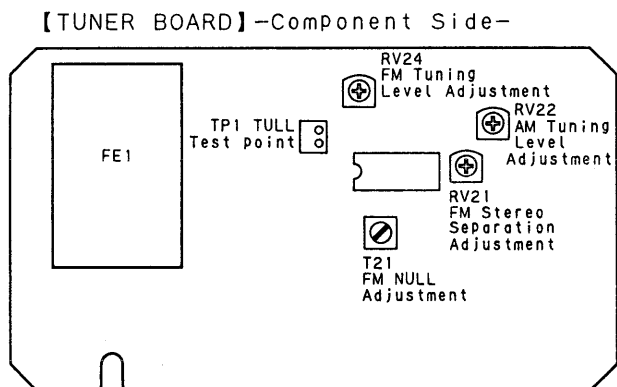 【TUNER BOARD】-Component Side-
RV24
FM Tuning
Level Adjustment
TP1 TULL
Test point
RV22
AM Tuning
Level
Adjustment
FE1
RV21
FM Stereo
Separation
Adjustment
T21
FM NULL
Adjustment